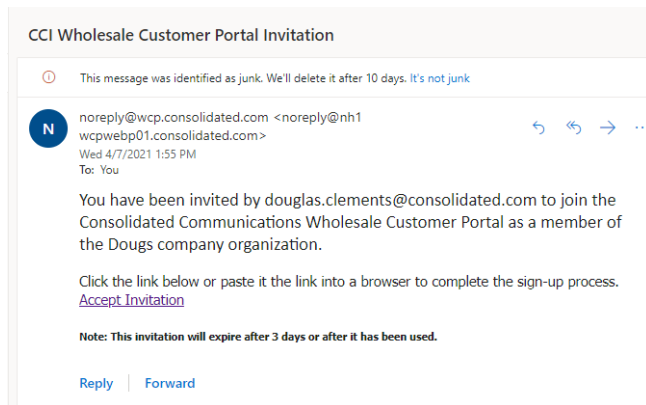 CCI Wholesale Customer Portal Invitation
This message was identified as junk. We'll delete it after 10 days. It's not junk
N
noreply@wcp.consolidated.com <noreply@nh1
wcpwebp01.consolidated.com>
Wed 4/7/2021 1:55 PM
To: You
You have been invited by douglas.clements@consolidated.com to join the
Consolidated Communications Wholesale Customer Portal as a member of
the Dougs company organization.
Click the link below or paste it the link into a browser to complete the sign-up process.
Accept Invitation
Note: This invitation will expire after 3 days or after it has been used.
Reply Forward